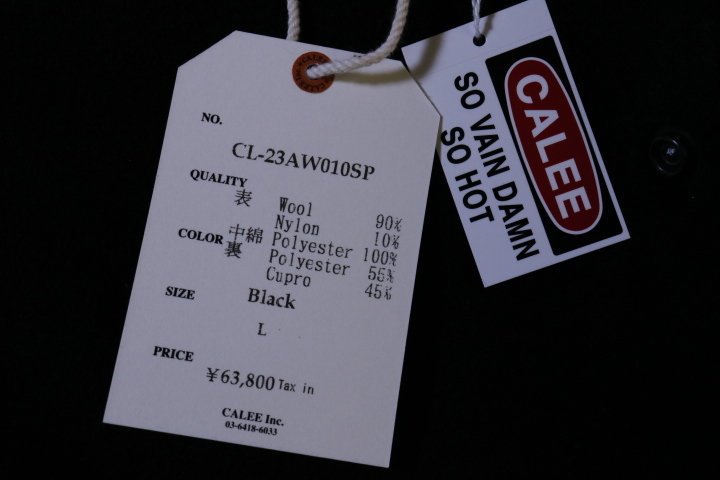 NO.
CL-23AW010SP
QUALITY
表 Wool 90%
Nylon 10%
中綿 Polyester 100%
裏 Polyester 55%
Cupro 45%
COLOR Black
SIZE L
PRICE ¥63,800 Tax in
CALEE Inc.
03-6418-6033
CALEE
SO VAIN DAMN
SO HOT